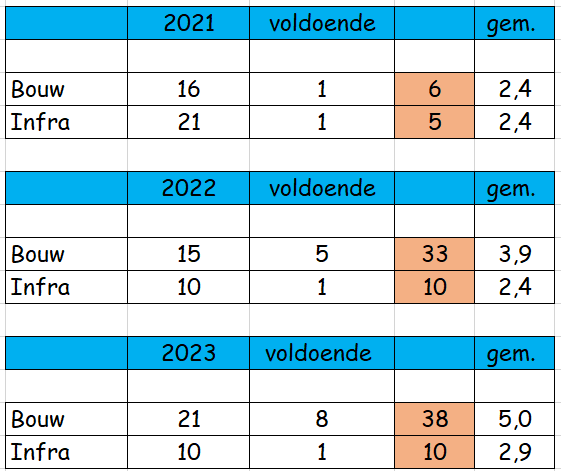 2021 voldoende gem.
Bouw 16 1 6 2,4
Infra 21 1 5 2,4
2022 voldoende gem.
Bouw 15 5 33 3,9
Infra 10 1 10 2,4
2023 voldoende gem.
Bouw 21 8 38 5,0
Infra 10 1 10 2,9